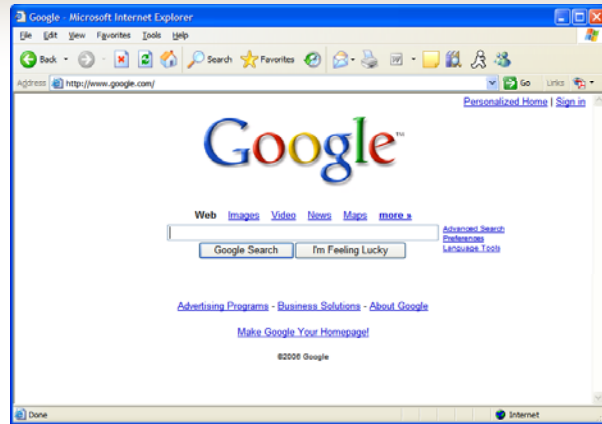 Google - Microsoft Internet Explorer
File Edit View Favorites Tools Help
Back Search Favorites
Address http://www.google.com/ Go Links
Personalized Home | Sign in
Google™
Web Images Video News Maps more »
Advanced Search
Preferences
Language Tools
Google Search I'm Feeling Lucky
Advertising Programs - Business Solutions - About Google
Make Google Your Homepage!
©2006 Google
Done Internet